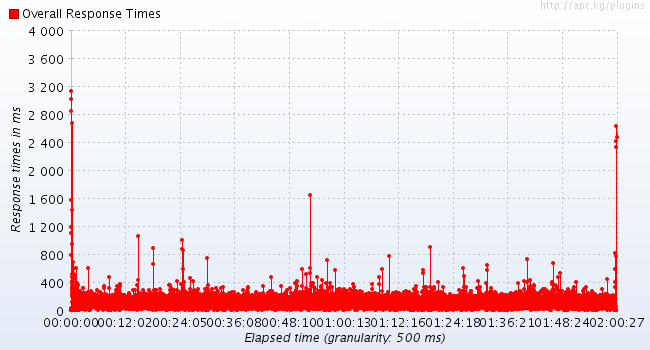 http://apc.kg/plugins
Overall Response Times
4 000
3 600
3 200
2 800
2 400
2 000
1 600
1 200
800
400
0
Response times in ms
00:00:00 00:12:02 00:24:05 00:36:08 00:48:10 01:00:13 01:12:16 01:24:18 01:36:21 01:48:24 02:00:27
Elapsed time (granularity: 500 ms)